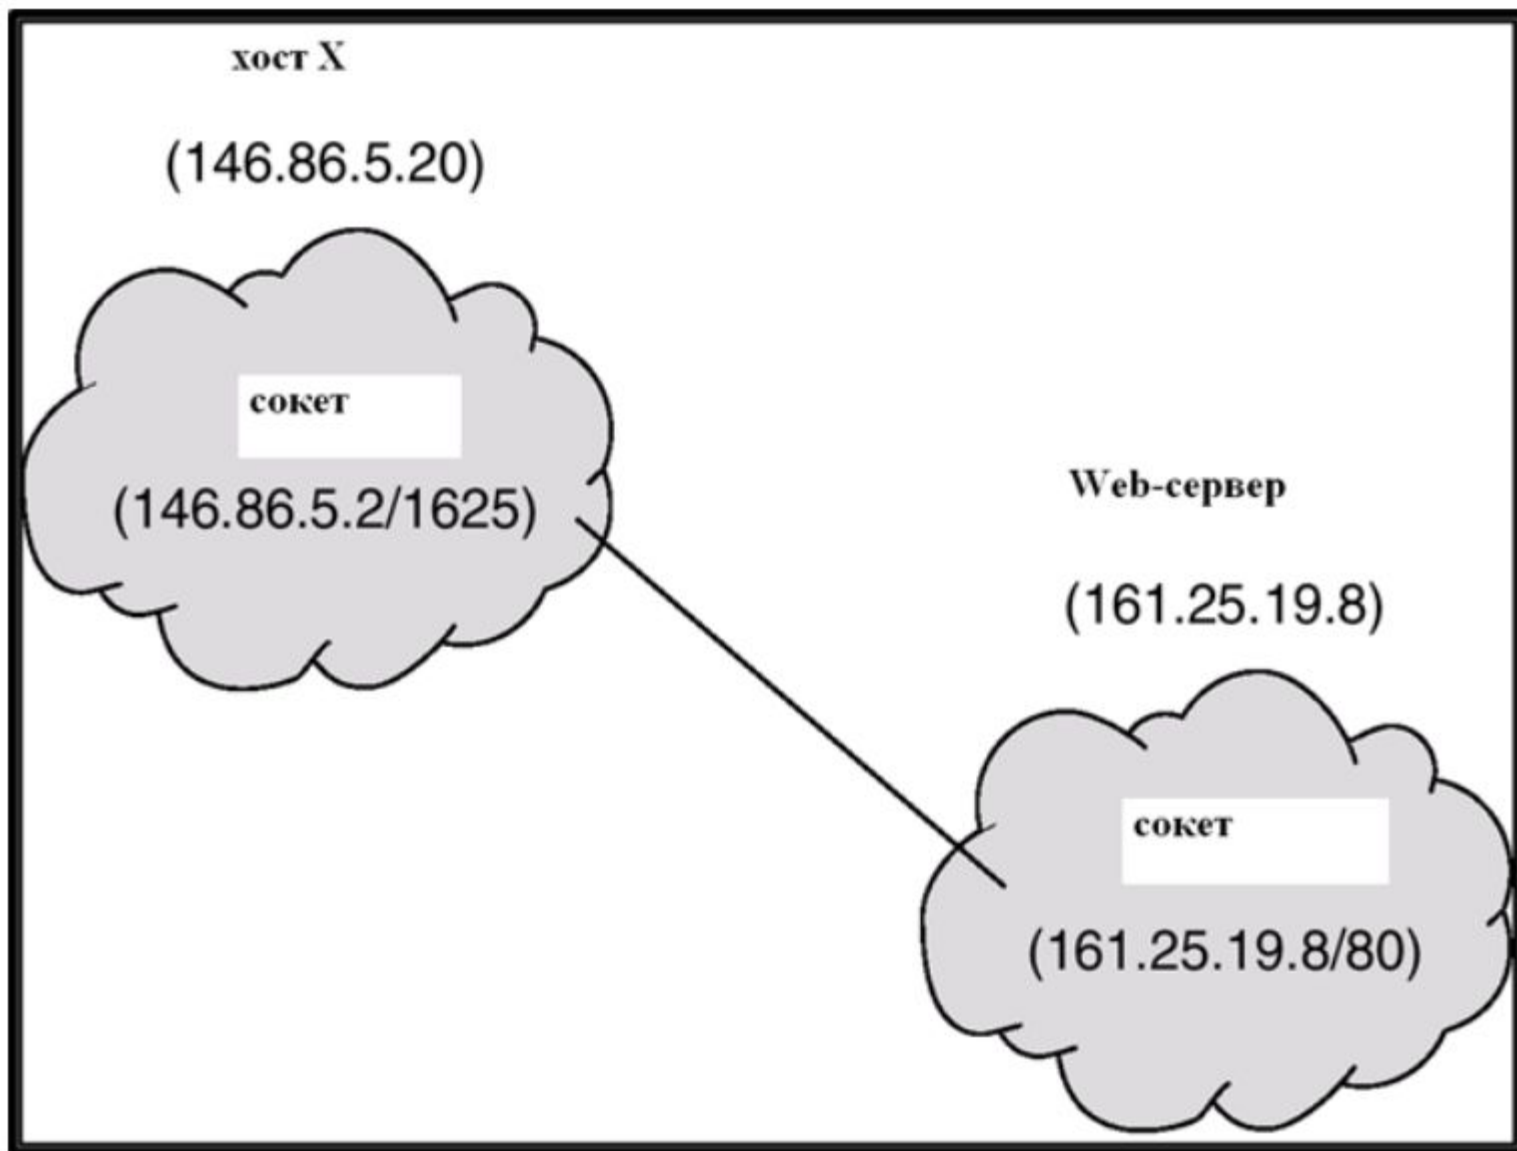 хост X
(146.86.5.20)
сокет
(146.86.5.2/1625)
Web-сервер
(161.25.19.8)
сокет
(161.25.19.8/80)